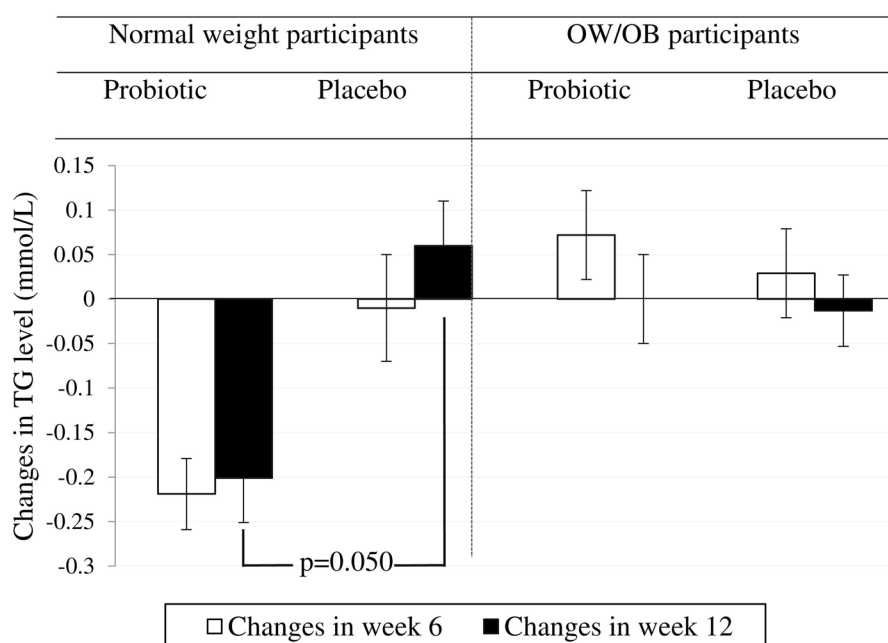 Normal weight participants OW/OB participants
Probiotic Placebo Probiotic Placebo
Changes in TG level (mmol/L)
0.15
0.1
0.05
0
-0.05
-0.1
-0.15
-0.2
-0.25
-0.3
p=0.050
Changes in week 6 Changes in week 12